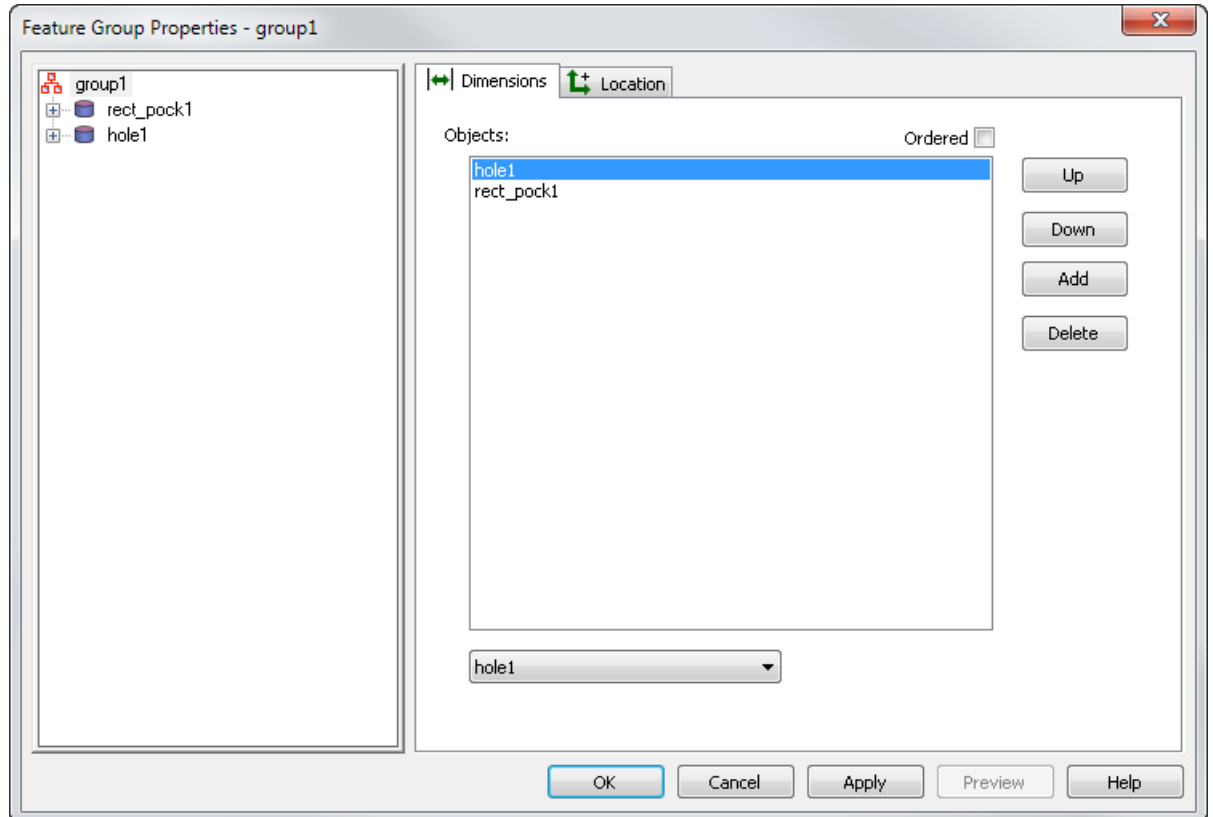 Feature Group Properties - group1
group1
rect_pock1
hole1
Dimensions
Location
Objects:
Ordered
hole1
rect_pock1
Up
Down
Add
Delete
hole1
OK
Cancel
Apply
Preview
Help